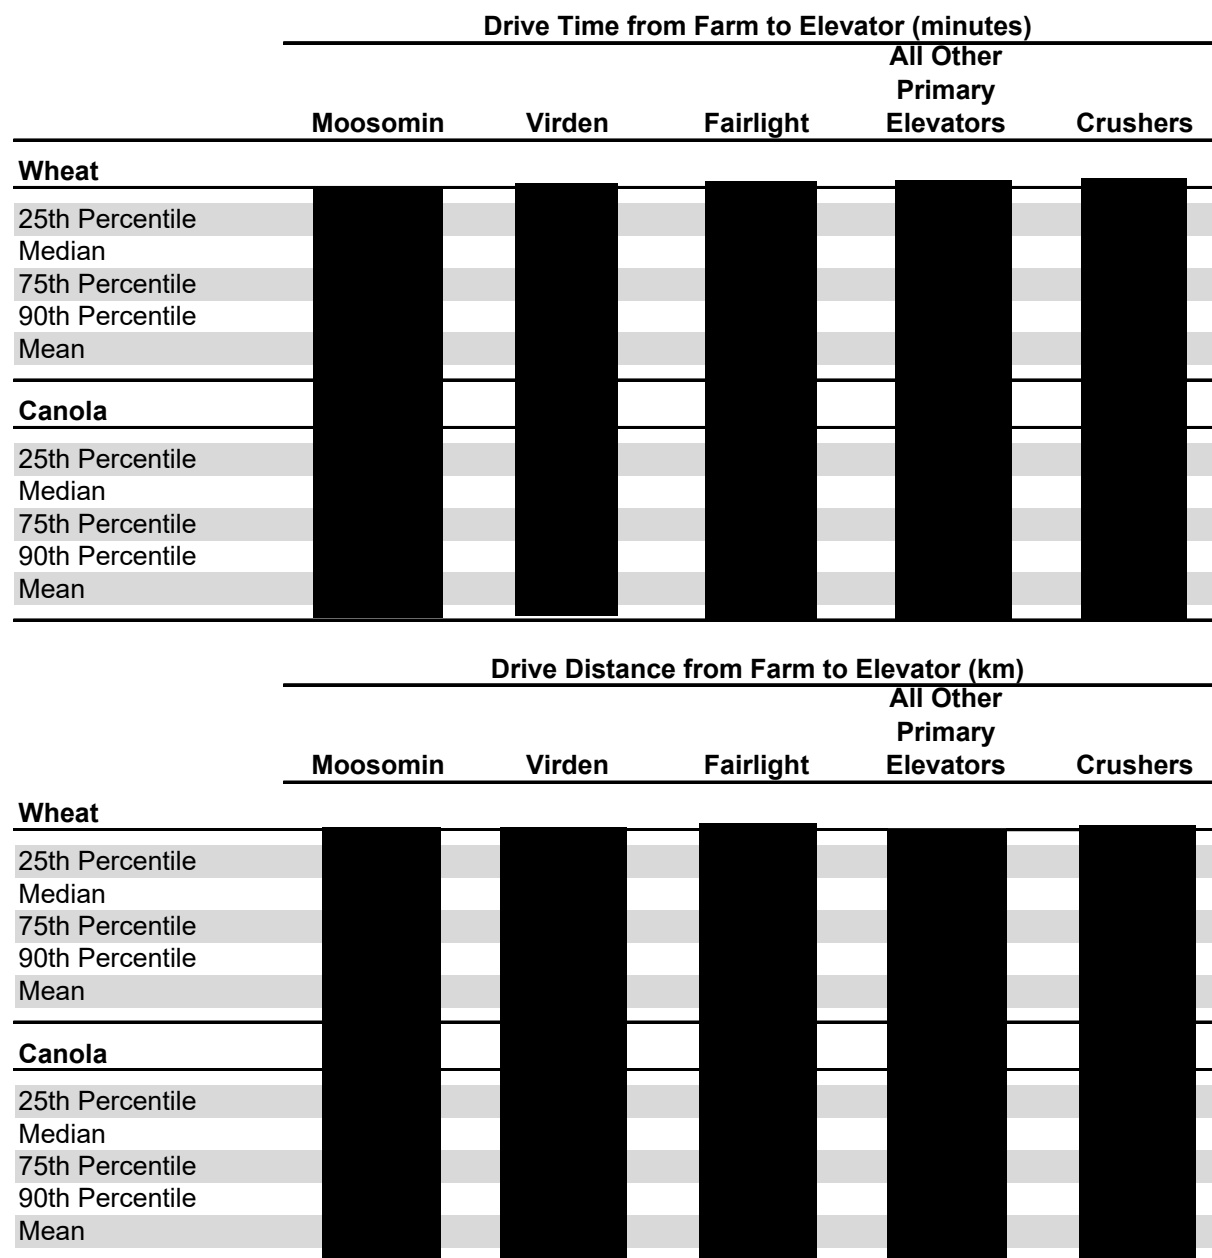 Drive Time from Farm to Elevator (minutes)
All Other
Primary
Moosomin Virden Fairlight Elevators Crushers
Wheat
25th Percentile
Median
75th Percentile
90th Percentile
Mean
Canola
25th Percentile
Median
75th Percentile
90th Percentile
Mean
Drive Distance from Farm to Elevator (km)
All Other
Primary
Moosomin Virden Fairlight Elevators Crushers
Wheat
25th Percentile
Median
75th Percentile
90th Percentile
Mean
Canola
25th Percentile
Median
75th Percentile
90th Percentile
Mean